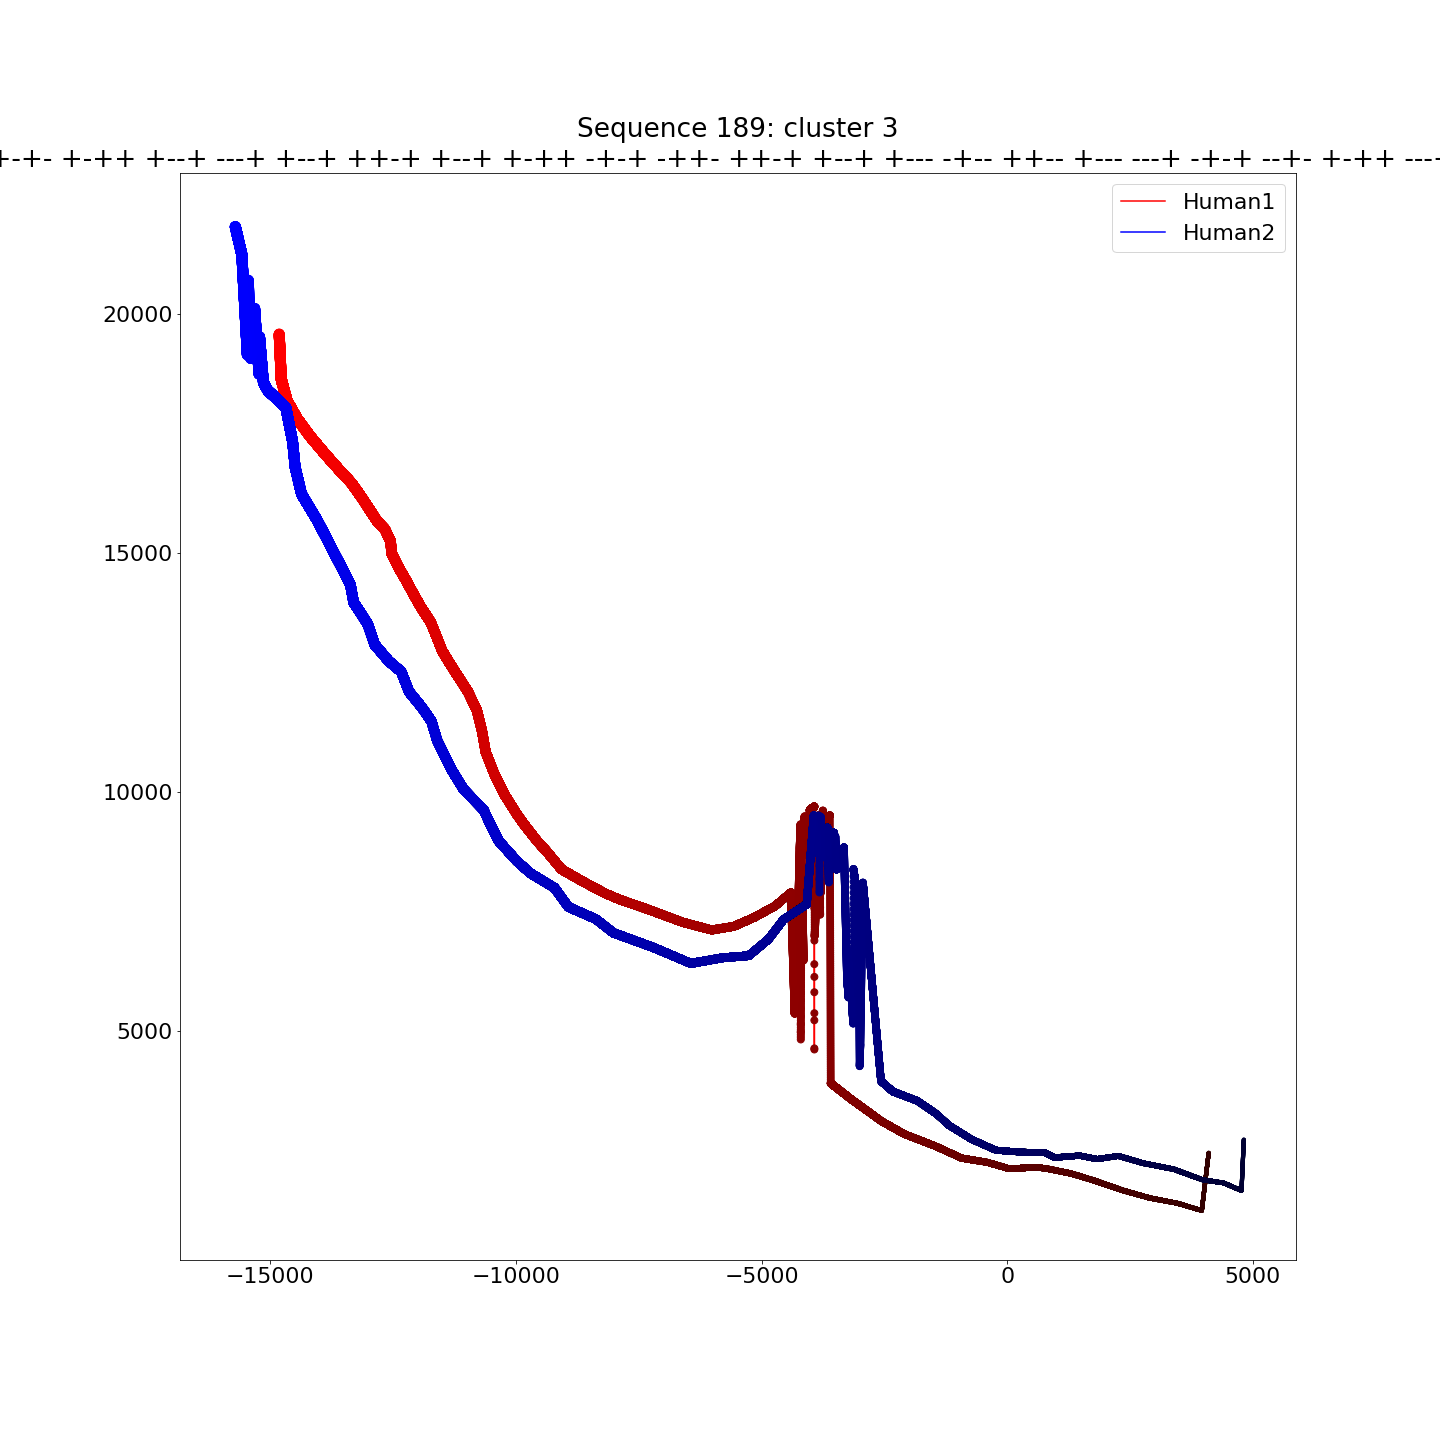 Sequence 189: cluster 3
+-+- +-++ +--+ ---+ +--+ ++-+ +--+ +-++ -+-+ -++- ++-+ +--+ +--- -+-- ++-- +--- ---+ -+-+ --+- +-++ ----
Human1
Human2
20000
15000
10000
5000
−15000 −10000 −5000 0 5000